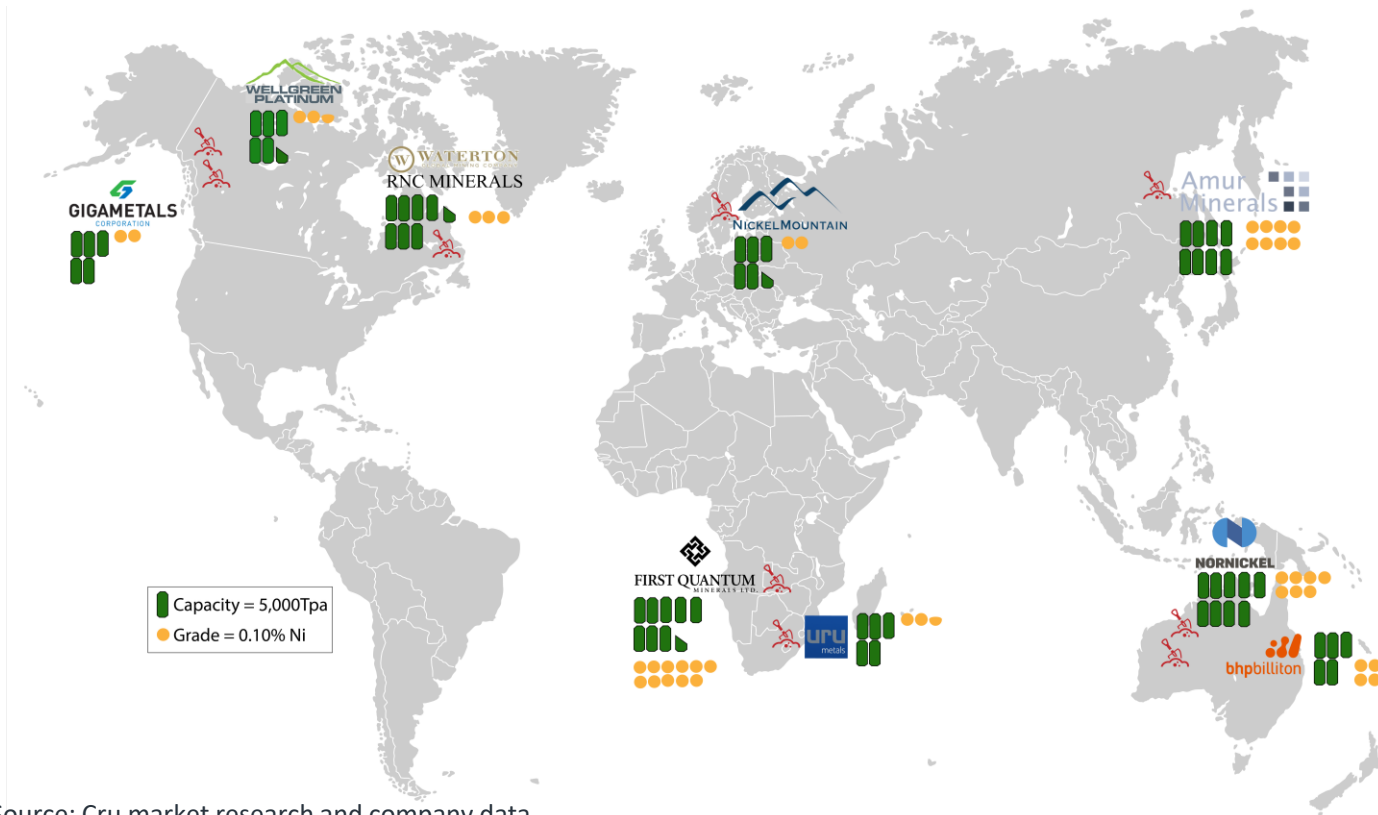 WELLGREEN
PLATINUM
W WATERTON
RNC MINERALS
GIGAMETALS
CORPORATION
NICKELMOUNTAIN
Amur
Minerals
NORNICKEL
FIRST QUANTUM
MINERALS LTD.
uru
metals
bhpbilliton
Capacity = 5,000Tpa
Grade = 0.10% Ni
Source: Cru market research and company data